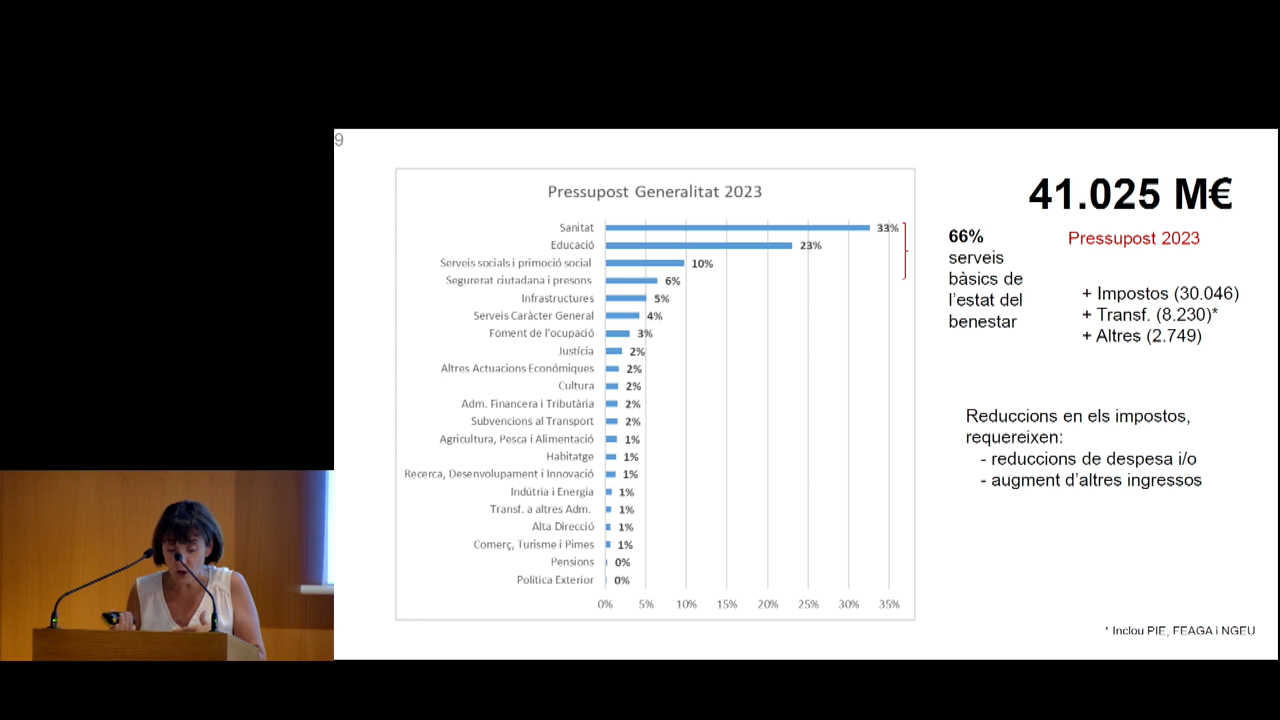 9
Pressupost Generalitat 2023
Sanitat 33%
Educació 23%
Serveis socials i primoció social 10%
Segurerat ciutadana i presons 6%
Infrastructures 5%
Serveis Caràcter General 4%
Foment de l'ocupació 3%
Justícia 2%
Altres Actuacions Económiques 2%
Cultura 2%
Adm. Financera i Tributària 2%
Subvencions al Transport 2%
Agricultura, Pesca i Alimentació 1%
Habitatge 1%
Recerca, Desenvolupament i Innovació 1%
Indútria i Energia 1%
Transf. a altres Adm. 1%
Alta Direcció 1%
Comerç, Turisme i Pimes 1%
Pensions 0%
Política Exterior 0%
0% 5% 10% 15% 20% 25% 30% 35%
66%
serveis
bàsics de
l'estat del
benestar
41.025 M€
Pressupost 2023
+ Impostos (30.046)
+ Transf. (8.230)*
+ Altres (2.749)
Reduccions en els impostos,
requereixen:
- reduccions de despesa i/o
- augment d'altres ingressos
* Inclou PIE, FEAGA i NGEU